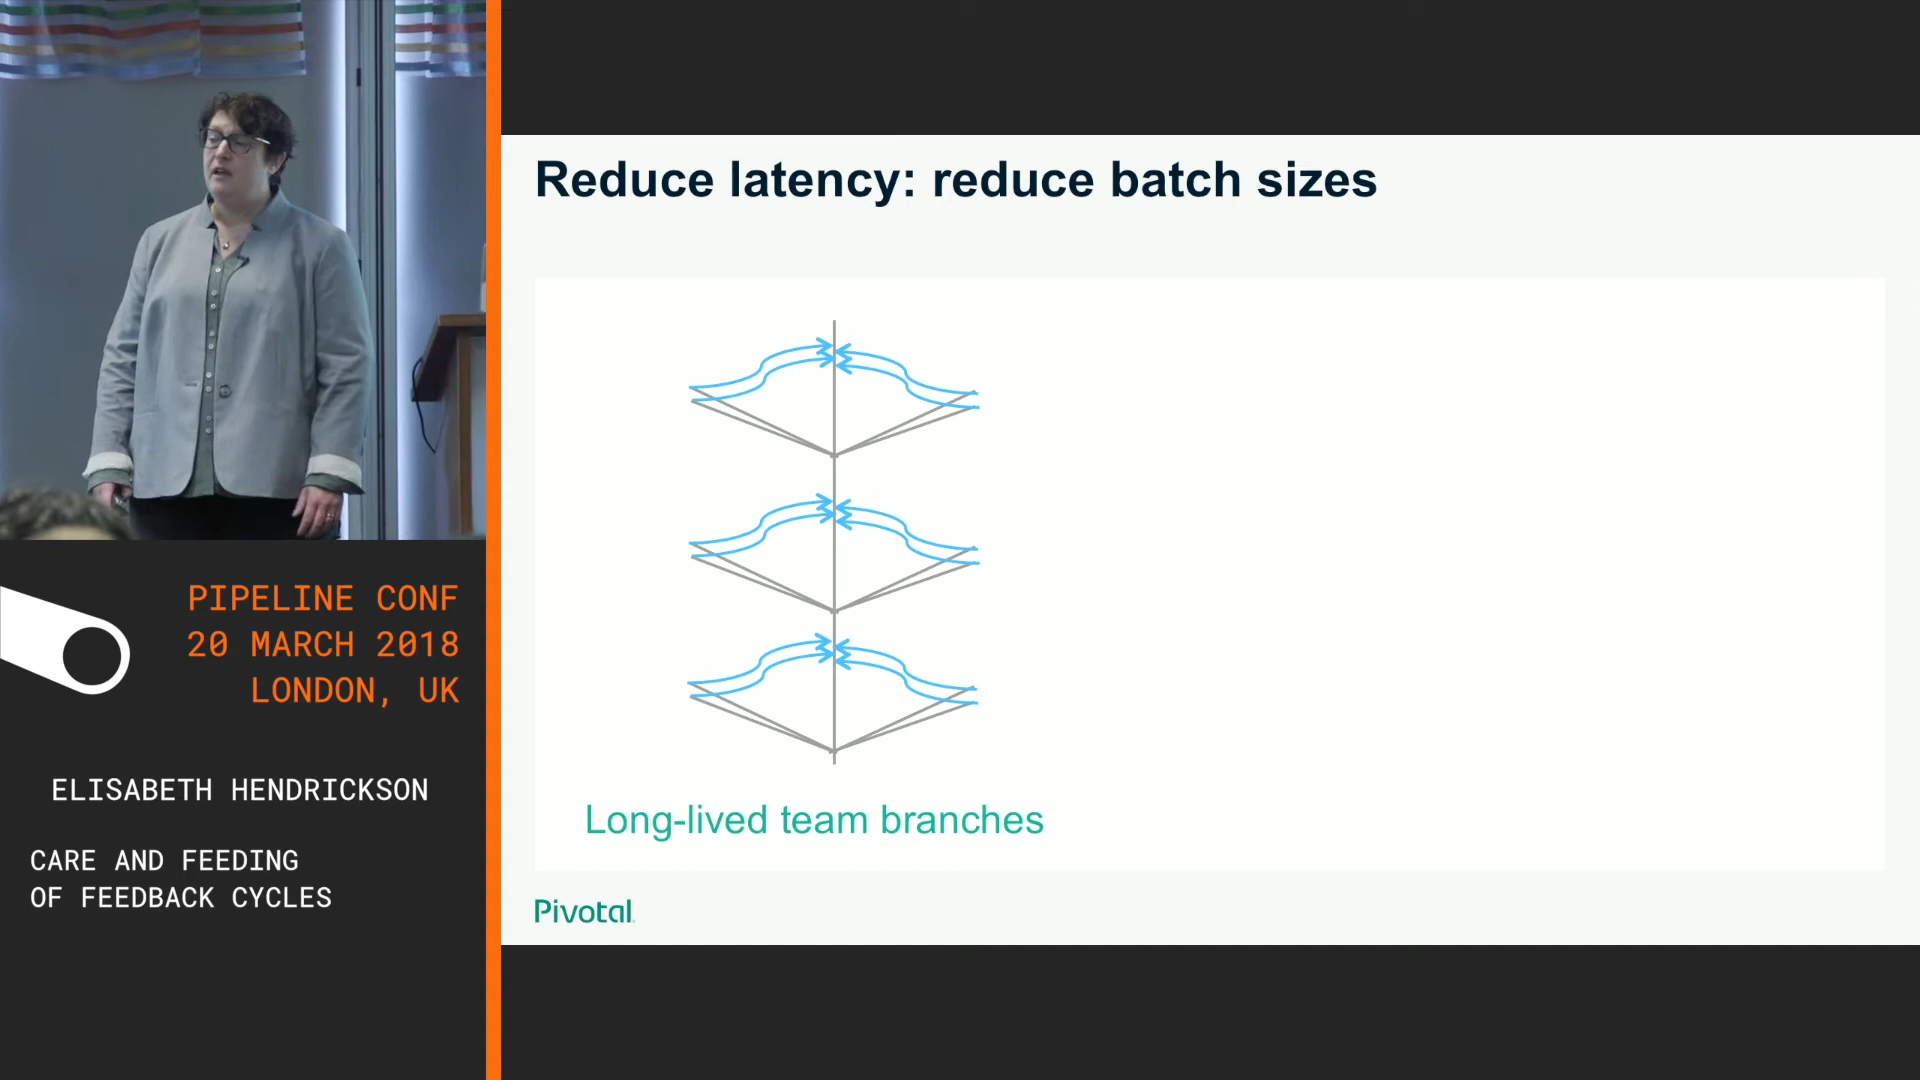 Reduce latency: reduce batch sizes
Long-lived team branches
Pivotal
PIPELINE CONF
20 MARCH 2018
LONDON, UK
ELISABETH HENDRICKSON
CARE AND FEEDING
OF FEEDBACK CYCLES